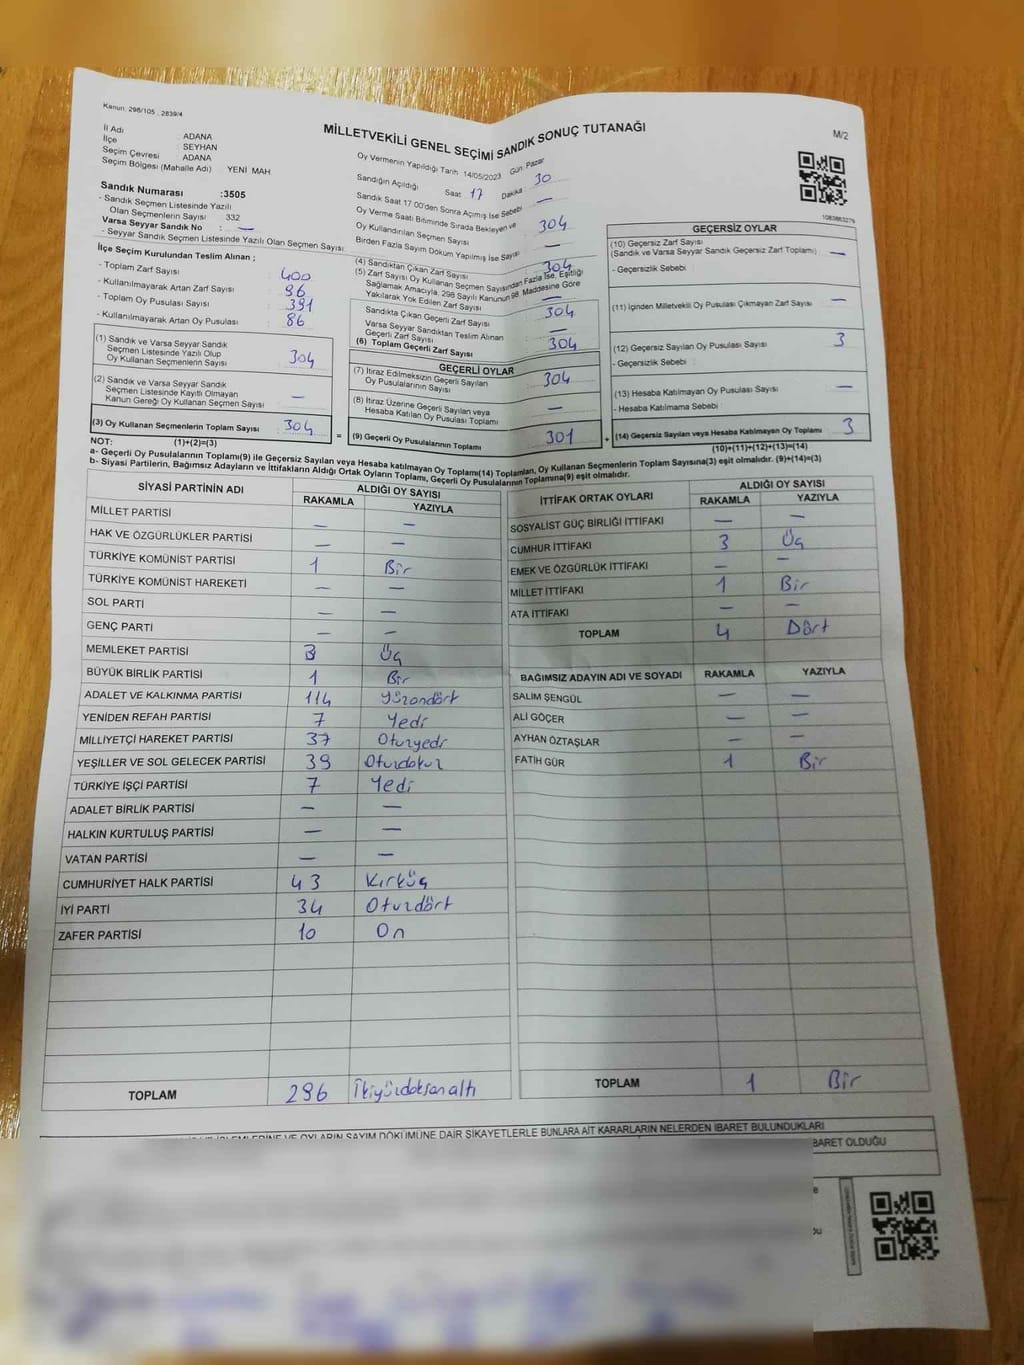 Kanun: 298/105 , 2839/4
MİLLETVEKİLİ GENEL SEÇİMİ SANDIK SONUÇ TUTANAĞI
M/2
İl Adı : ADANA
İlçe : SEYHAN
Seçim Çevresi : ADANA
Seçim Bölgesi (Mahalle Adı) YENİ MAH
Sandık Numarası :3505
- Sandık Seçmen Listesinde Yazılı
Olan Seçmenlerin Sayısı 332
Varsa Seyyar Sandık No : —
- Seyyar Sandık Seçmen Listesinde Yazılı Olan Seçmen Sayısı:
İlçe Seçim Kurulundan Teslim Alınan ;
- Toplam Zarf Sayısı : 400
- Kullanılmayarak Artan Zarf Sayısı : 96
- Toplam Oy Pusulası Sayısı : 391
- Kullanılmayarak Artan Oy Pusulası : 86
(1) Sandık ve Varsa Seyyar Sandık
Seçmen Listesinde Yazılı Olup
Oy Kullanan Seçmenlerin Sayısı 304
(2) Sandık ve Varsa Seyyar Sandık
Seçmen Listesinde Kayıtlı Olmayan
Kanun Gereği Oy Kullanan Seçmen Sayısı —
(3) Oy Kullanan Seçmenlerin Toplam Sayısı 304
Oy Vermenin Yapıldığı Tarih 14/05/2023 Gün: Pazar
Sandığın Açıldığı Saat 17 Dakika 30
Sandık Saat 17.00'den Sonra Açılmış İse Sebebi —
Oy Verme Saati Bitiminde Sırada Bekleyen ve
Oy Kullandırılan Seçmen Sayısı 304
Birden Fazla Sayım Döküm Yapılmış İse Sayısı —
(4) Sandıktan Çıkan Zarf Sayısı 304
(5) Zarf Sayısı Oy Kullanan Seçmen Sayısından Fazla İse, Eşitliği
Sağlamak Amacıyla, 298 Sayılı Kanunun 98. Maddesine Göre
Yakılarak Yok Edilen Zarf Sayısı —
Sandıkta Çıkan Geçerli Zarf Sayısı 304
Varsa Seyyar Sandıktan Teslim Alınan
Geçerli Zarf Sayısı —
(6) Toplam Geçerli Zarf Sayısı 304
GEÇERLİ OYLAR
(7) İtiraz Edilmeksizin Geçerli Sayılan
Oy Pusulalarının Sayısı 304
(8) İtiraz Üzerine Geçerli Sayılan veya
Hesaba Katılan Oy Pusulası Toplamı —
= (9) Geçerli Oy Pusulalarının Toplamı 301
1083863279
GEÇERSİZ OYLAR
(10) Geçersiz Zarf Sayısı
(Sandık ve Varsa Seyyar Sandık Geçersiz Zarf Toplamı) —
- Geçersizlik Sebebi :
(11) İçinden Milletvekili Oy Pusulası Çıkmayan Zarf Sayısı —
(12) Geçersiz Sayılan Oy Pusulası Sayısı 3
- Geçersizlik Sebebi :
(13) Hesaba Katılmayan Oy Pusulası Sayısı —
- Hesaba Katılmama Sebebi
+ (14) Geçersiz Sayılan veya Hesaba Katılmayan Oy Toplamı 3
NOT: (1)+(2)=(3)
(10)+(11)+(12)+(13)=(14)
a- Geçerli Oy Pusulalarının Toplamı(9) ile Geçersiz Sayılan veya Hesaba katılmayan Oy Toplamı(14) Toplamları, Oy Kullanan Seçmenlerin Toplam Sayısına(3) eşit olmalıdır. (9)+(14)=(3)
b- Siyasi Partilerin, Bağımsız Adayların ve İttifakların Aldığı Ortak Oyların Toplamı, Geçerli Oy Pusulalarının Toplamına(9) eşit olmalıdır.
SİYASİ PARTİNİN ADI ALDIĞI OY SAYISI
RAKAMLA YAZIYLA
MİLLET PARTİSİ — —
HAK VE ÖZGÜRLÜKLER PARTİSİ — —
TÜRKİYE KOMÜNİST PARTİSİ 1 Bir
TÜRKİYE KOMÜNİST HAREKETİ — —
SOL PARTİ — —
GENÇ PARTİ — —
MEMLEKET PARTİSİ 3 Üç
BÜYÜK BİRLİK PARTİSİ 1 Bir
ADALET VE KALKINMA PARTİSİ 114 Yüzondört
YENİDEN REFAH PARTİSİ 7 Yedi
MİLLİYETÇİ HAREKET PARTİSİ 37 Otuzyedi
YEŞİLLER VE SOL GELECEK PARTİSİ 39 Otuzdokuz
TÜRKİYE İŞÇİ PARTİSİ 7 Yedi
ADALET BİRLİK PARTİSİ — —
HALKIN KURTULUŞ PARTİSİ — —
VATAN PARTİSİ — —
CUMHURİYET HALK PARTİSİ 43 Kırküç
İYİ PARTİ 34 Otuzdört
ZAFER PARTİSİ 10 On
TOPLAM 296 İkiyüzdoksanaltı
İTTİFAK ORTAK OYLARI ALDIĞI OY SAYISI
RAKAMLA YAZIYLA
SOSYALİST GÜÇ BİRLİĞİ İTTİFAKI — —
CUMHUR İTTİFAKI 3 Üç
EMEK VE ÖZGÜRLÜK İTTİFAKI — —
MİLLET İTTİFAKI 1 Bir
ATA İTTİFAKI — —
TOPLAM 4 Dört
BAĞIMSIZ ADAYIN ADI VE SOYADI RAKAMLA YAZIYLA
SALİM ŞENGÜL — —
ALİ GÖÇER — —
AYHAN ÖZTAŞLAR — —
FATİH GÜR 1 Bir
TOPLAM 1 Bir
OYLARIN SAYIM DÖKÜMÜNE DAİR ŞİKAYETLERLE BUNLARA AİT KARARLARIN NELERDEN İBARET BULUNDUKLARI
BARET OLDUĞU